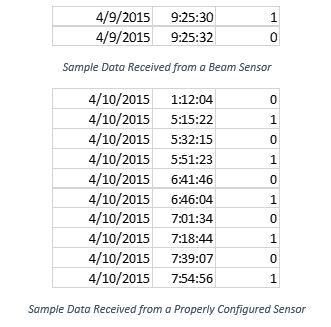 4/9/2015 9:25:30 1
4/9/2015 9:25:32 0
Sample Data Received from a Beam Sensor
4/10/2015 1:12:04 0
4/10/2015 5:15:22 1
4/10/2015 5:32:15 0
4/10/2015 5:51:23 1
4/10/2015 6:41:46 0
4/10/2015 6:46:04 1
4/10/2015 7:01:34 0
4/10/2015 7:18:44 1
4/10/2015 7:39:07 0
4/10/2015 7:54:56 1
Sample Data Received from a Properly Configured Sensor